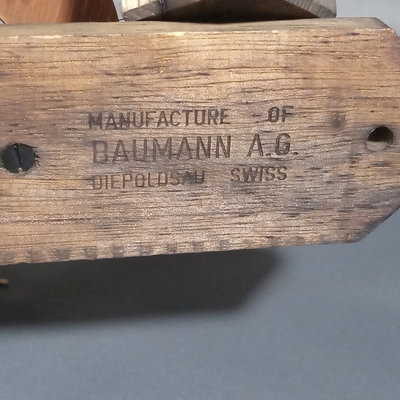 MANUFACTURE OF
BAUMANN A.G.
DIEPOLDSAU SWISS